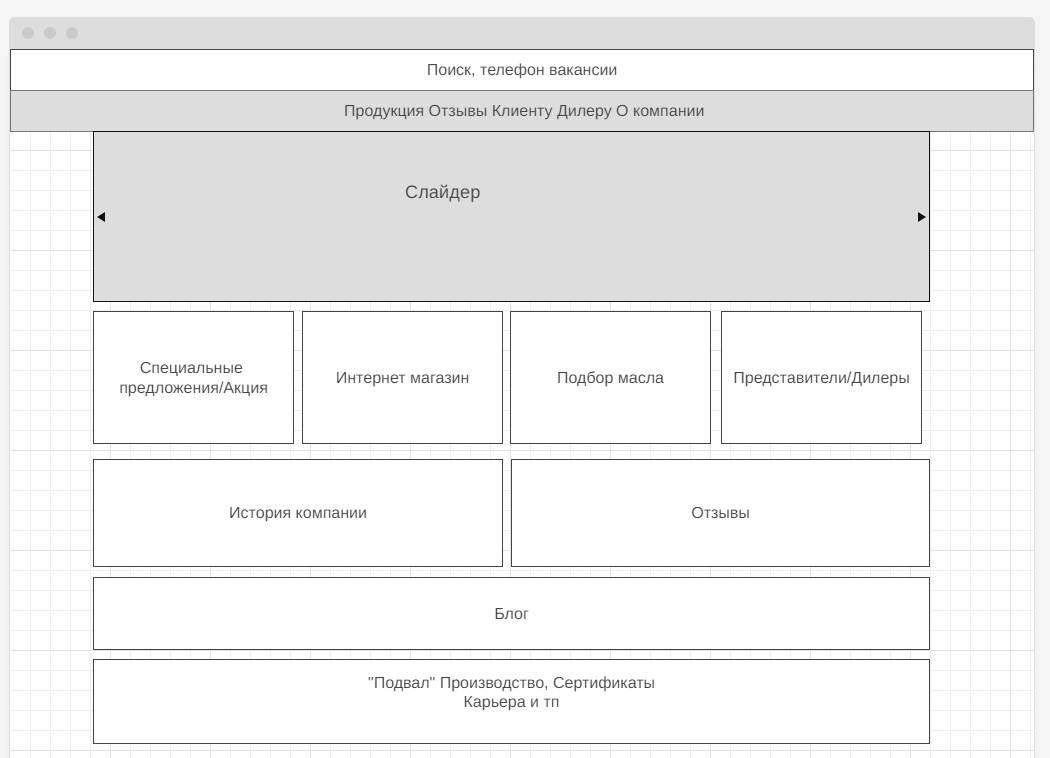 Поиск, телефон вакансии
Продукция Отзывы Клиенту Дилеру О компании
Слайдер
Специальные
предложения/Акция
Интернет магазин
Подбор масла
Представители/Дилеры
История компании
Отзывы
Блог
"Подвал" Производство, Сертификаты
Карьера и тп